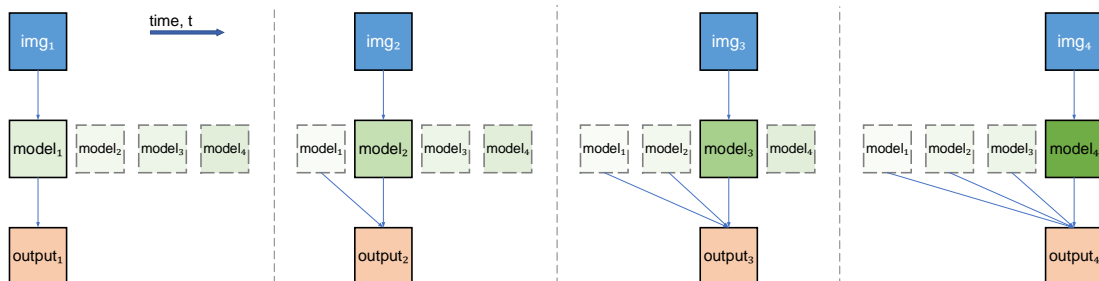 time, t
img₁
img₂
img₃
img₄
model₁ model₂ model₃ model₄
model₁ model₂ model₃ model₄
model₁ model₂ model₃ model₄
model₁ model₂ model₃ model₄
output₁
output₂
output₃
output₄